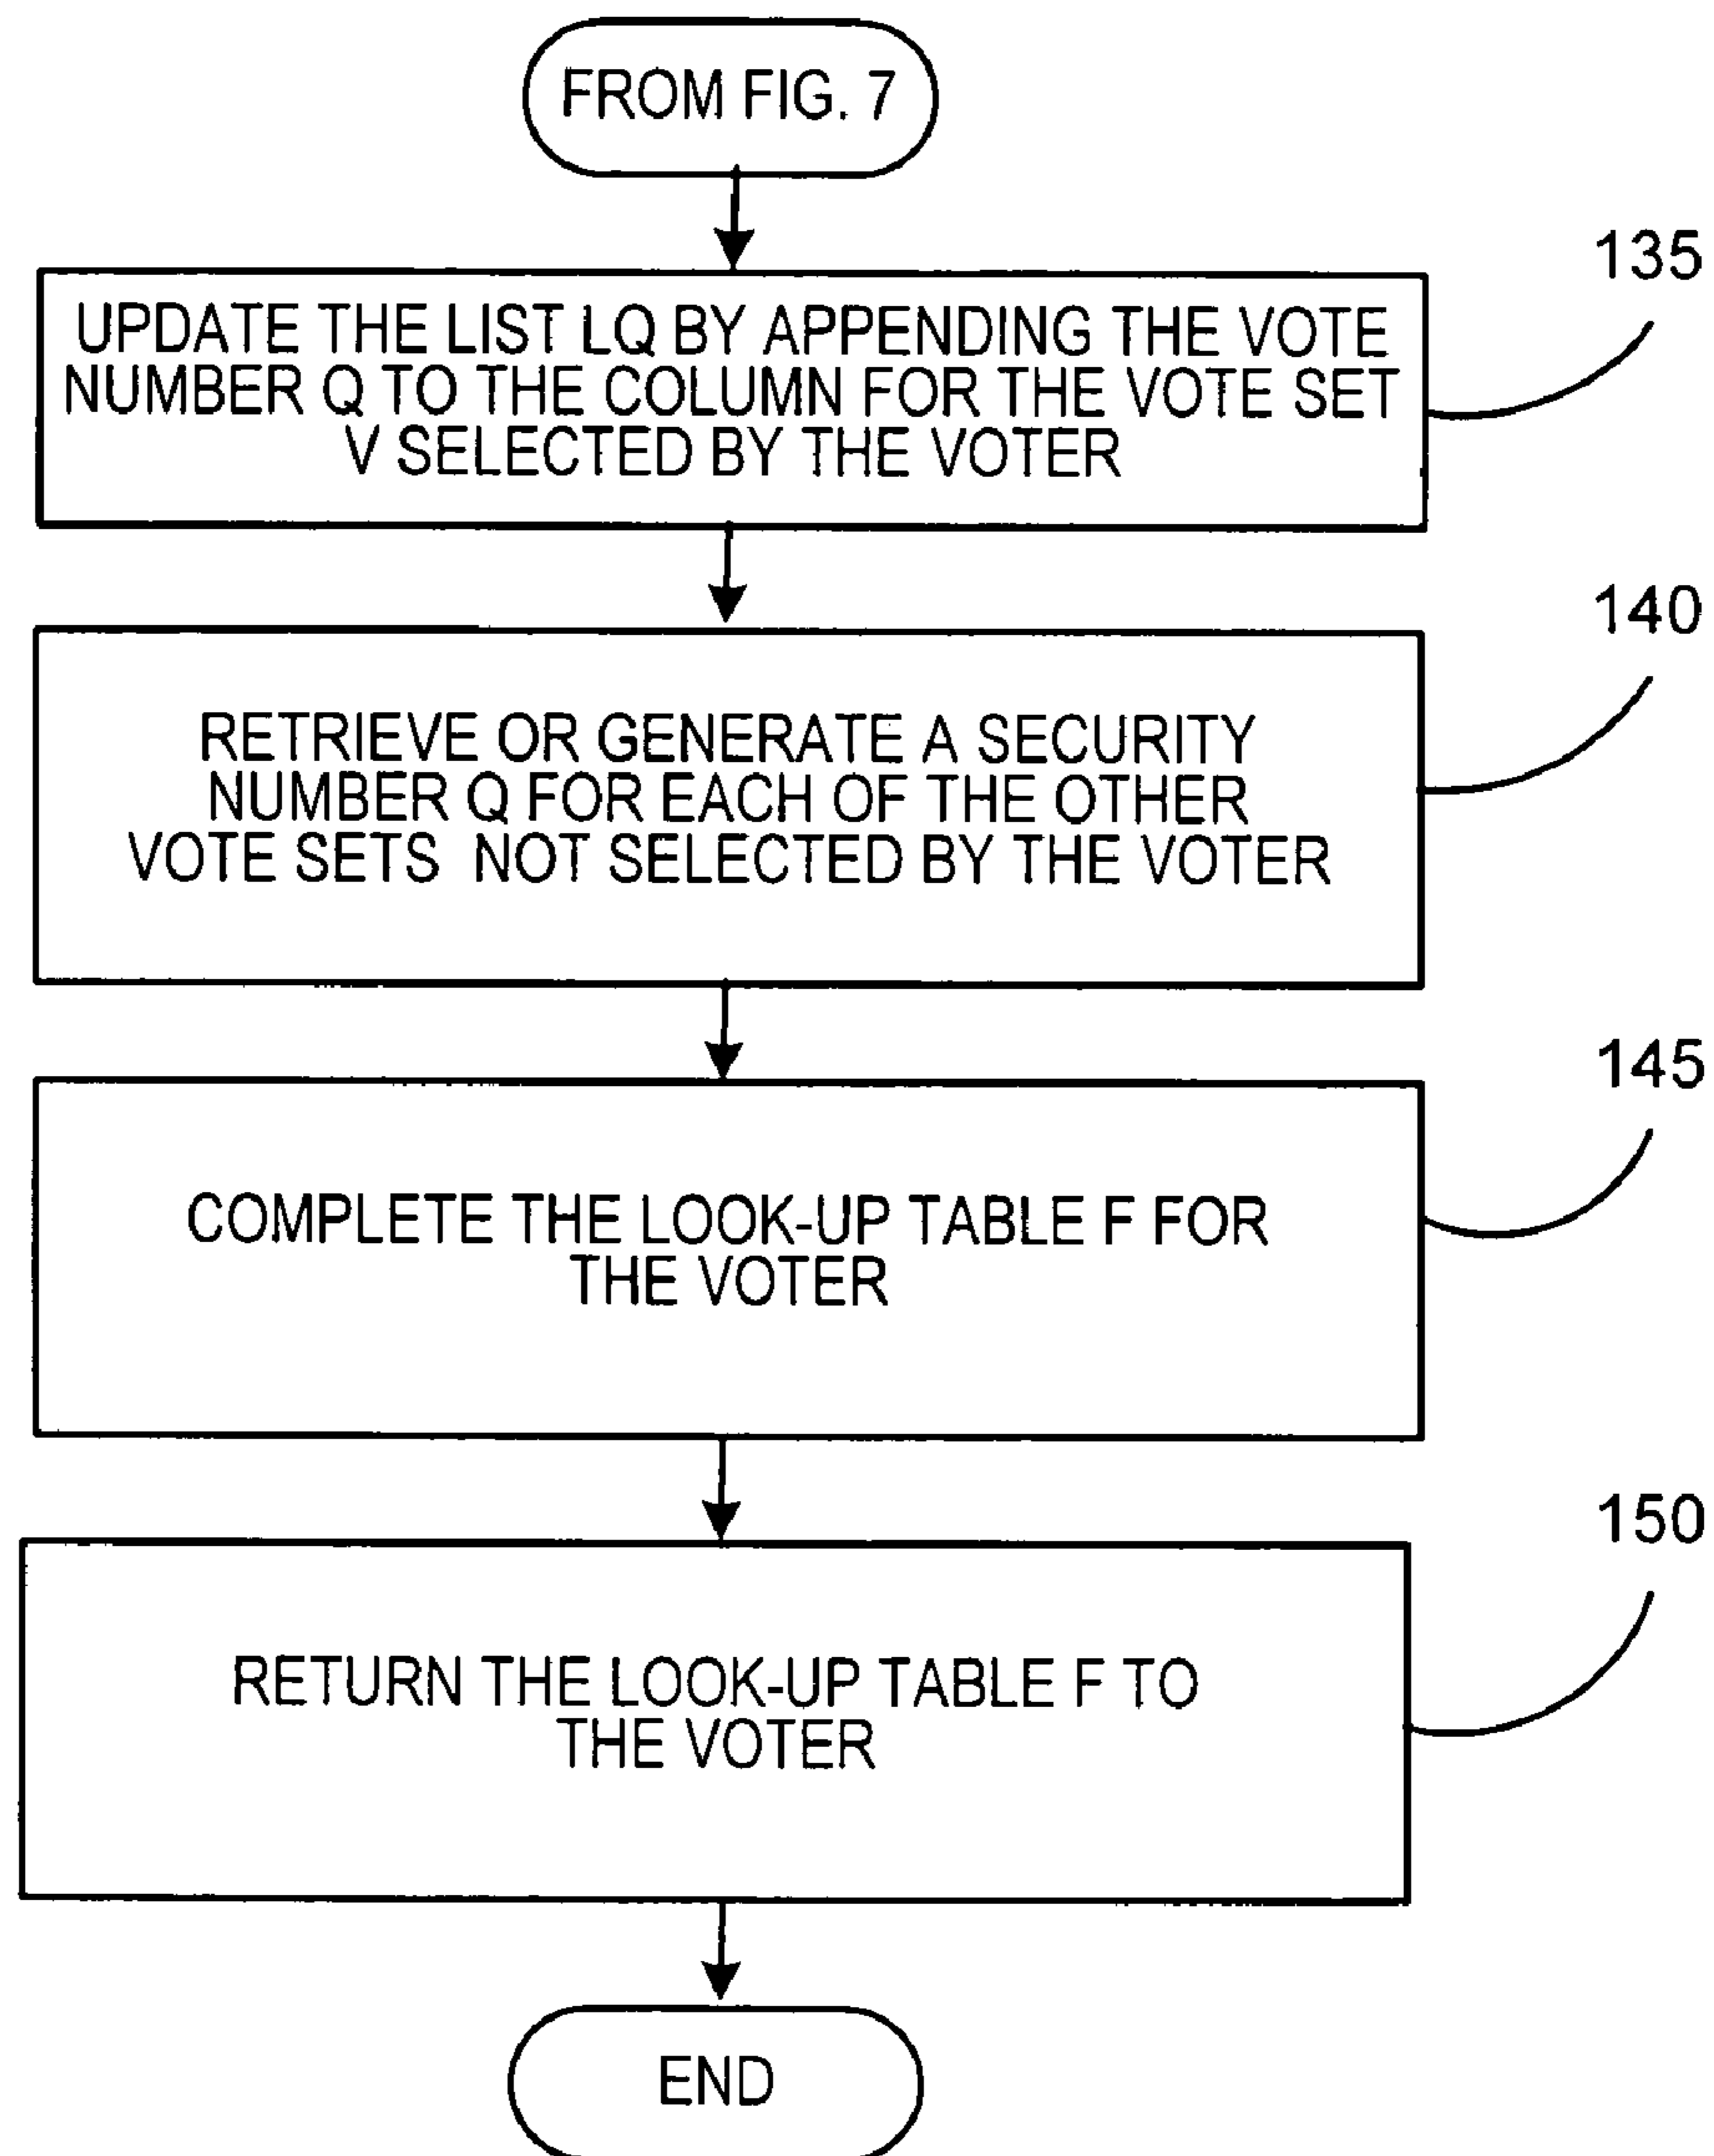 FROM FIG. 7
135
UPDATE THE LIST LQ BY APPENDING THE VOTE
NUMBER Q TO THE COLUMN FOR THE VOTE SET
V SELECTED BY THE VOTER
140
RETRIEVE OR GENERATE A SECURITY
NUMBER Q FOR EACH OF THE OTHER
VOTE SETS NOT SELECTED BY THE VOTER
145
COMPLETE THE LOOK-UP TABLE F FOR
THE VOTER
150
RETURN THE LOOK-UP TABLE F TO
THE VOTER
END